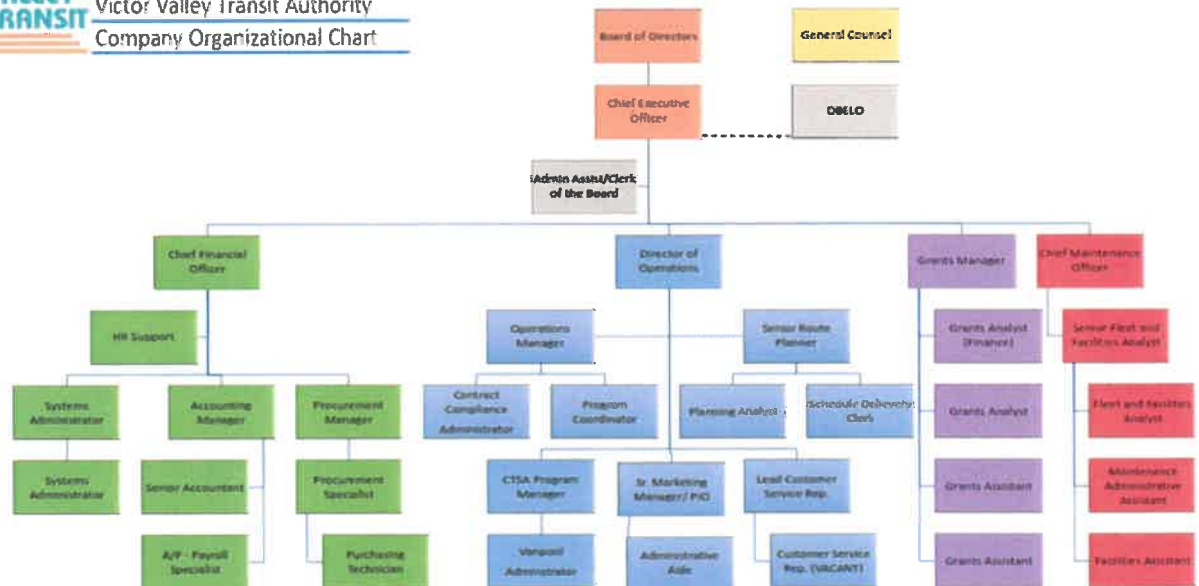 RANSIT
Victor Valley Transit Authority
Company Organizational Chart
Board of Directors
General Counsel
Chief Executive
Officer
DBELO
Admin Assist/Clerk
of the Board
Chief Financial
Officer
Director of
Operations
Grants Manager
Chief Maintenance
Officer
HR Support
Operations
Manager
Senior Route
Planner
Grants Analyst
(Finance)
Senior Fleet and
Facilities Analyst
Systems
Administrator
Accounting
Manager
Procurement
Manager
Contract
Compliance
Administrator
Program
Coordinator
Planning Analyst
Schedule Delievery
Clerk
Grants Analyst
Fleet and Facilities
Analyst
Systems
Administrator
Senior Accountant
Procurement
Specialist
CTSA Program
Manager
Sr. Marketing
Manager/ PIO
Lead Customer
Service Rep.
Grants Assistant
Maintenance
Administrative
Assistant
A/P - Payroll
Specialist
Purchasing
Technician
Vanpool
Administrator
Administrative
Aide
Customer Service
Rep. (VACANT)
Grants Assistant
Facilities Assistant